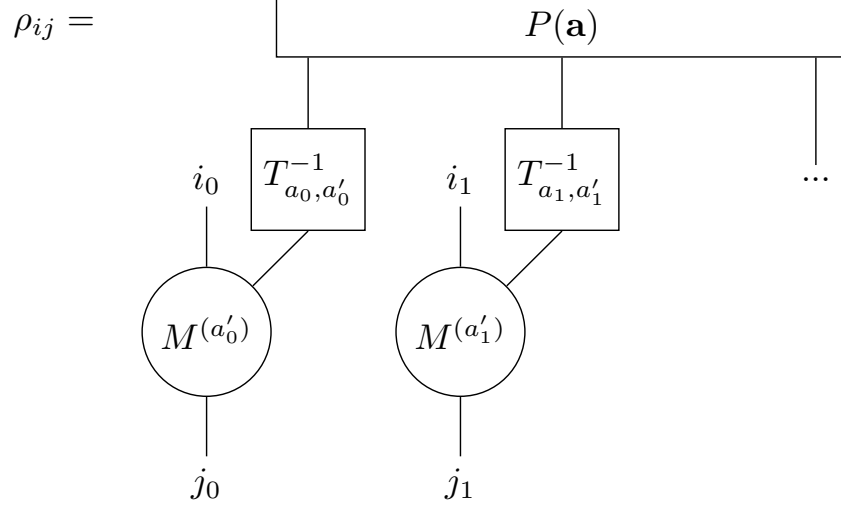 ρ_{ij} = P(𝐚)
i_0 T^{-1}_{a_0,a'_0} i_1 T^{-1}_{a_1,a'_1} ...
M^{(a'_0)} M^{(a'_1)}
j_0 j_1